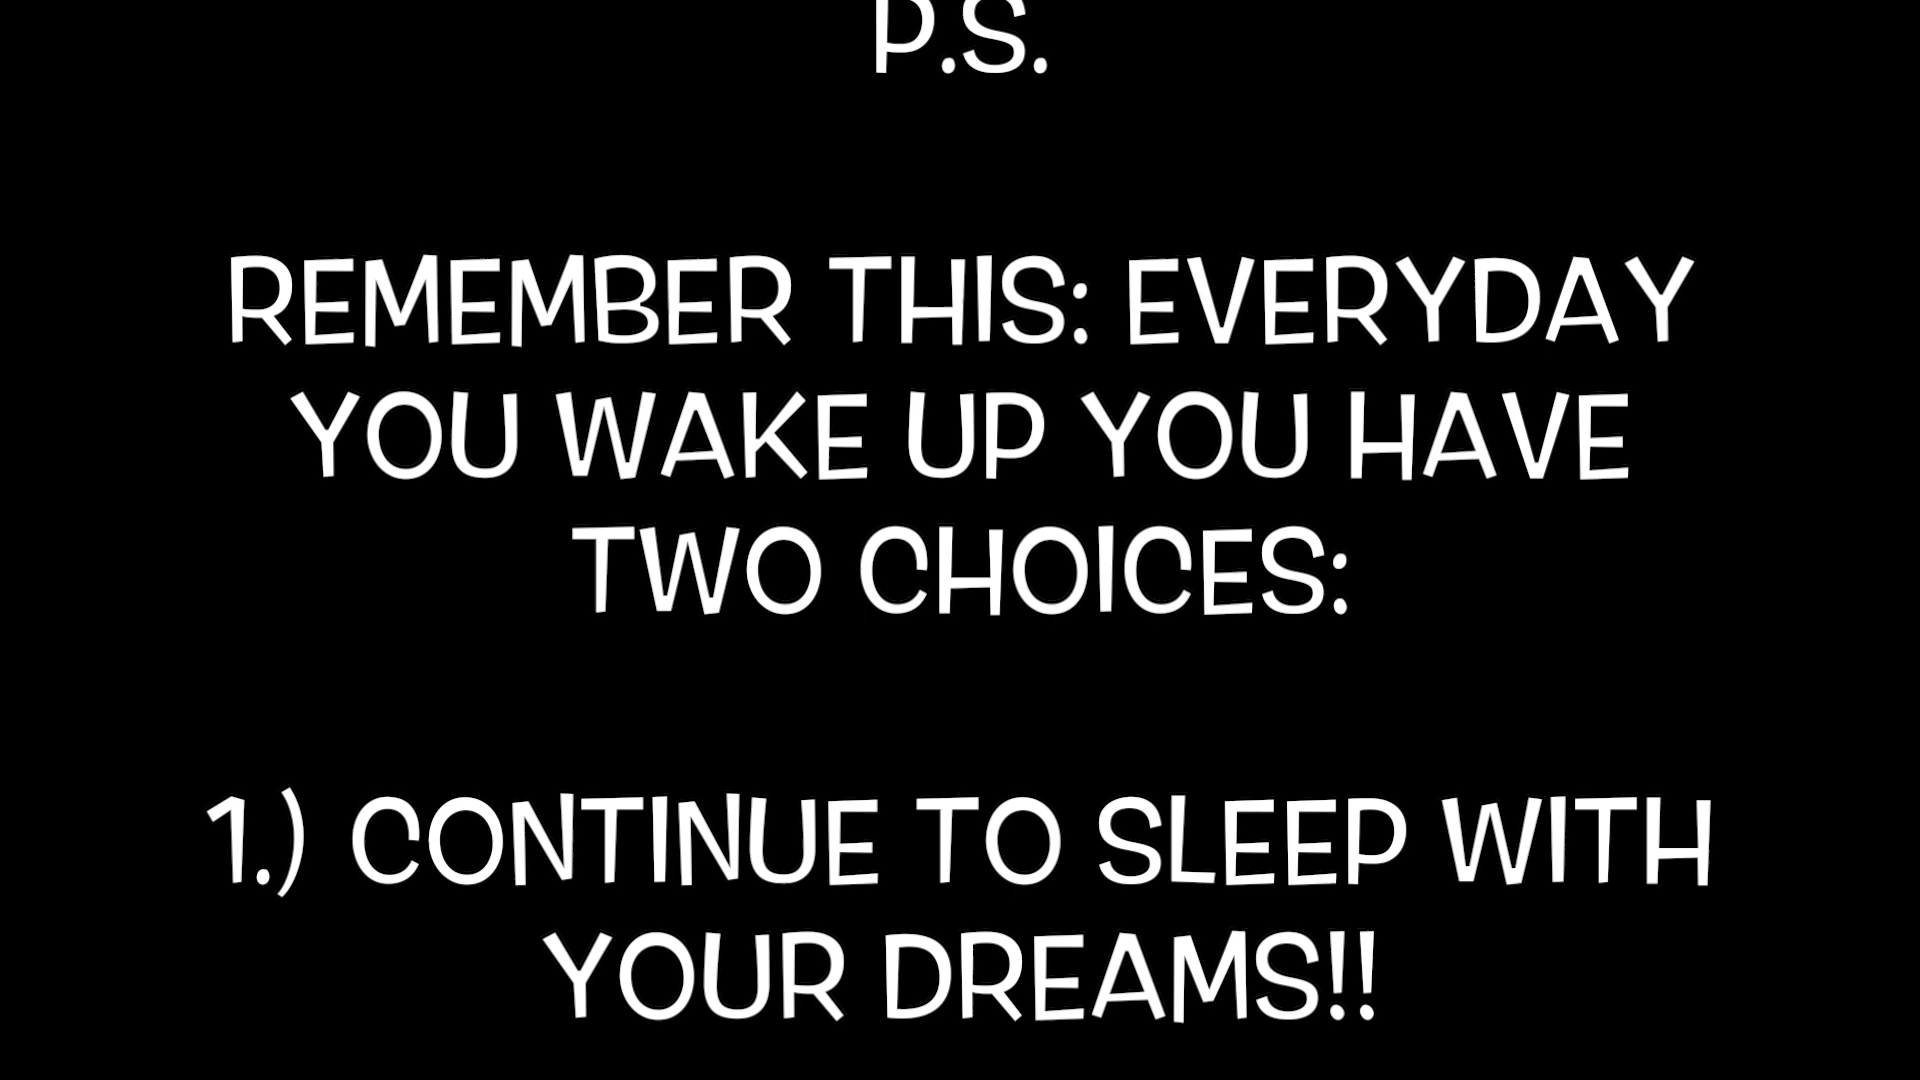 P.S.
REMEMBER THIS: EVERYDAY
YOU WAKE UP YOU HAVE
TWO CHOICES:
1.) CONTINUE TO SLEEP WITH
YOUR DREAMS!!